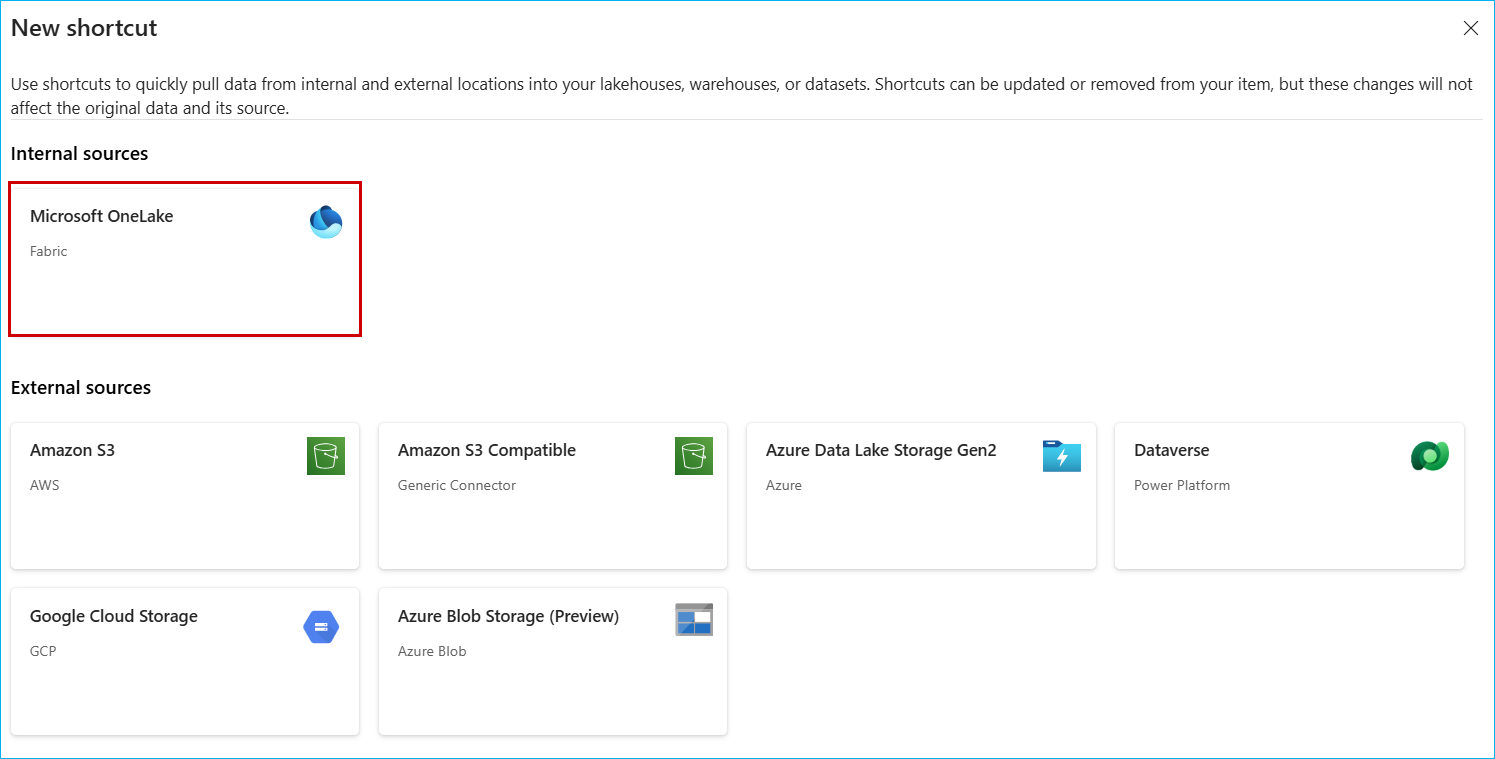 New shortcut
Use shortcuts to quickly pull data from internal and external locations into your lakehouses, warehouses, or datasets. Shortcuts can be updated or removed from your item, but these changes will not
affect the original data and its source.
Internal sources
Microsoft OneLake
Fabric
External sources
Amazon S3
AWS
Amazon S3 Compatible
Generic Connector
Azure Data Lake Storage Gen2
Azure
Dataverse
Power Platform
Google Cloud Storage
GCP
Azure Blob Storage (Preview)
Azure Blob